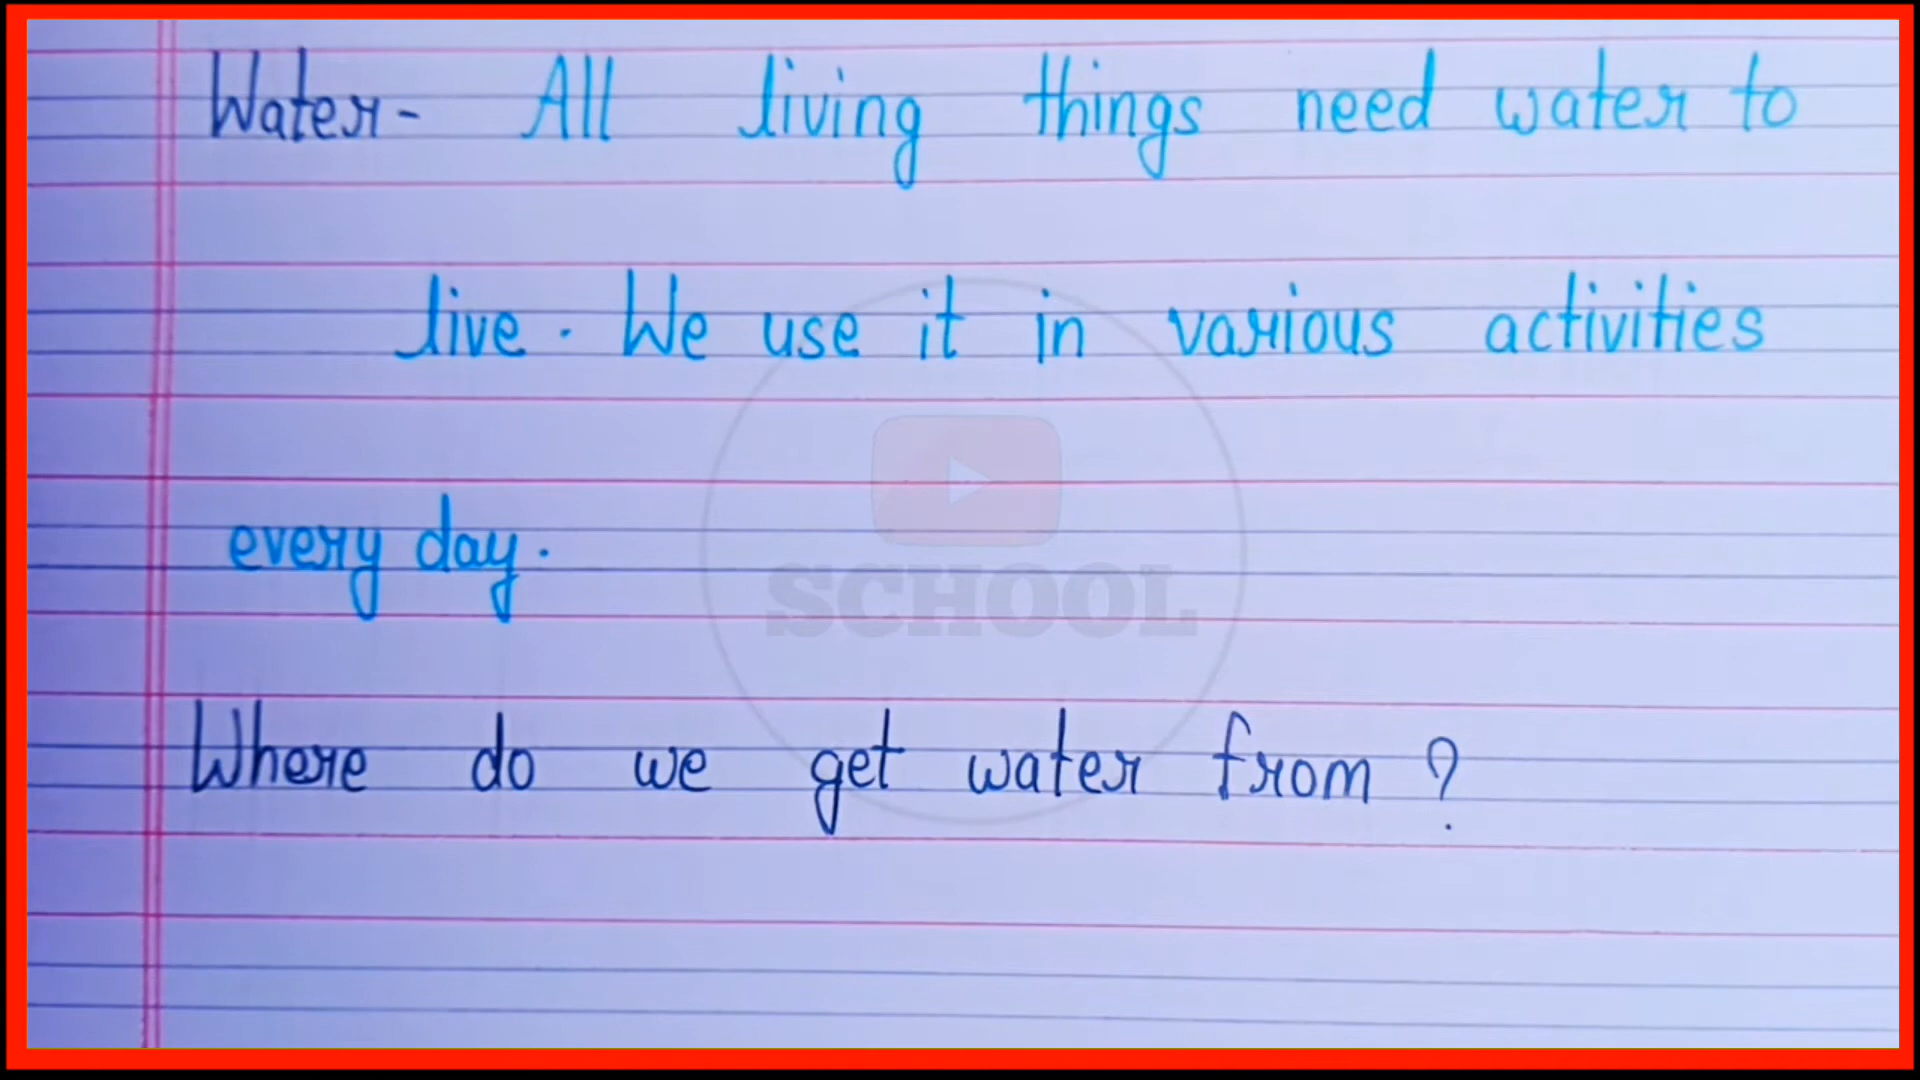 Water- All living things need water to
live. We use it in various activities
every day.
SCHOOL
Where do we get water from?